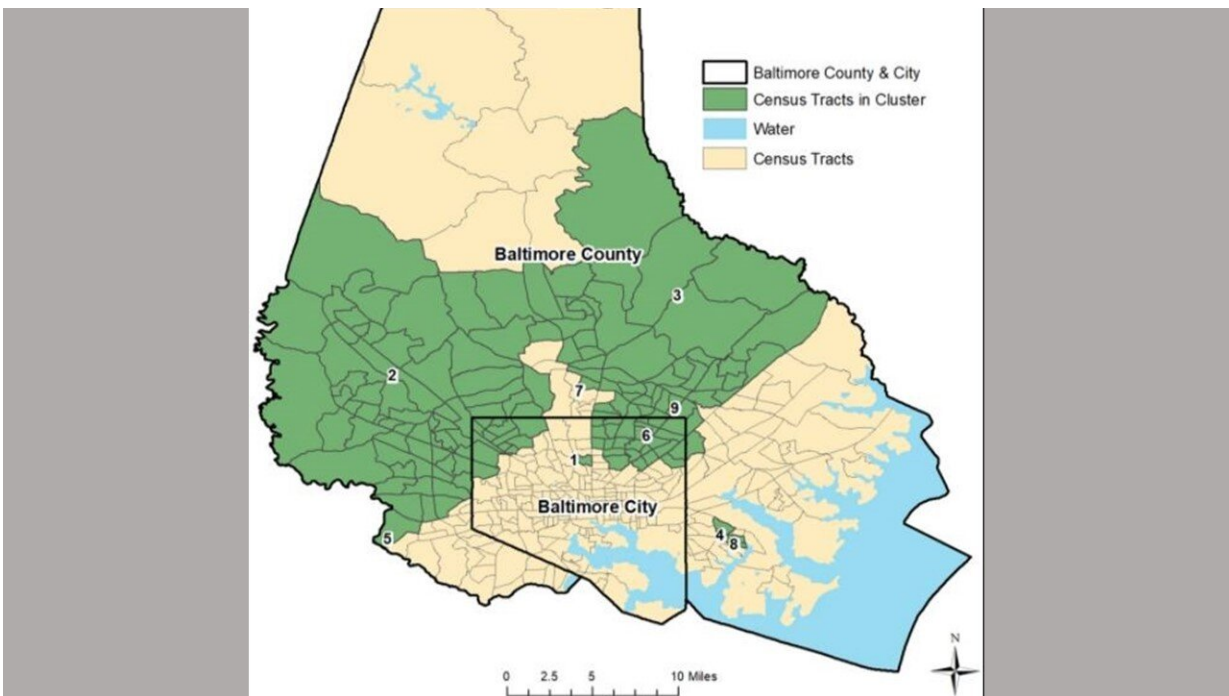 Baltimore County & City
Census Tracts in Cluster
Water
Census Tracts
Baltimore County
3
2
7
9
6
1
Baltimore City
5
4
8
N
0 2.5 5 10 Miles